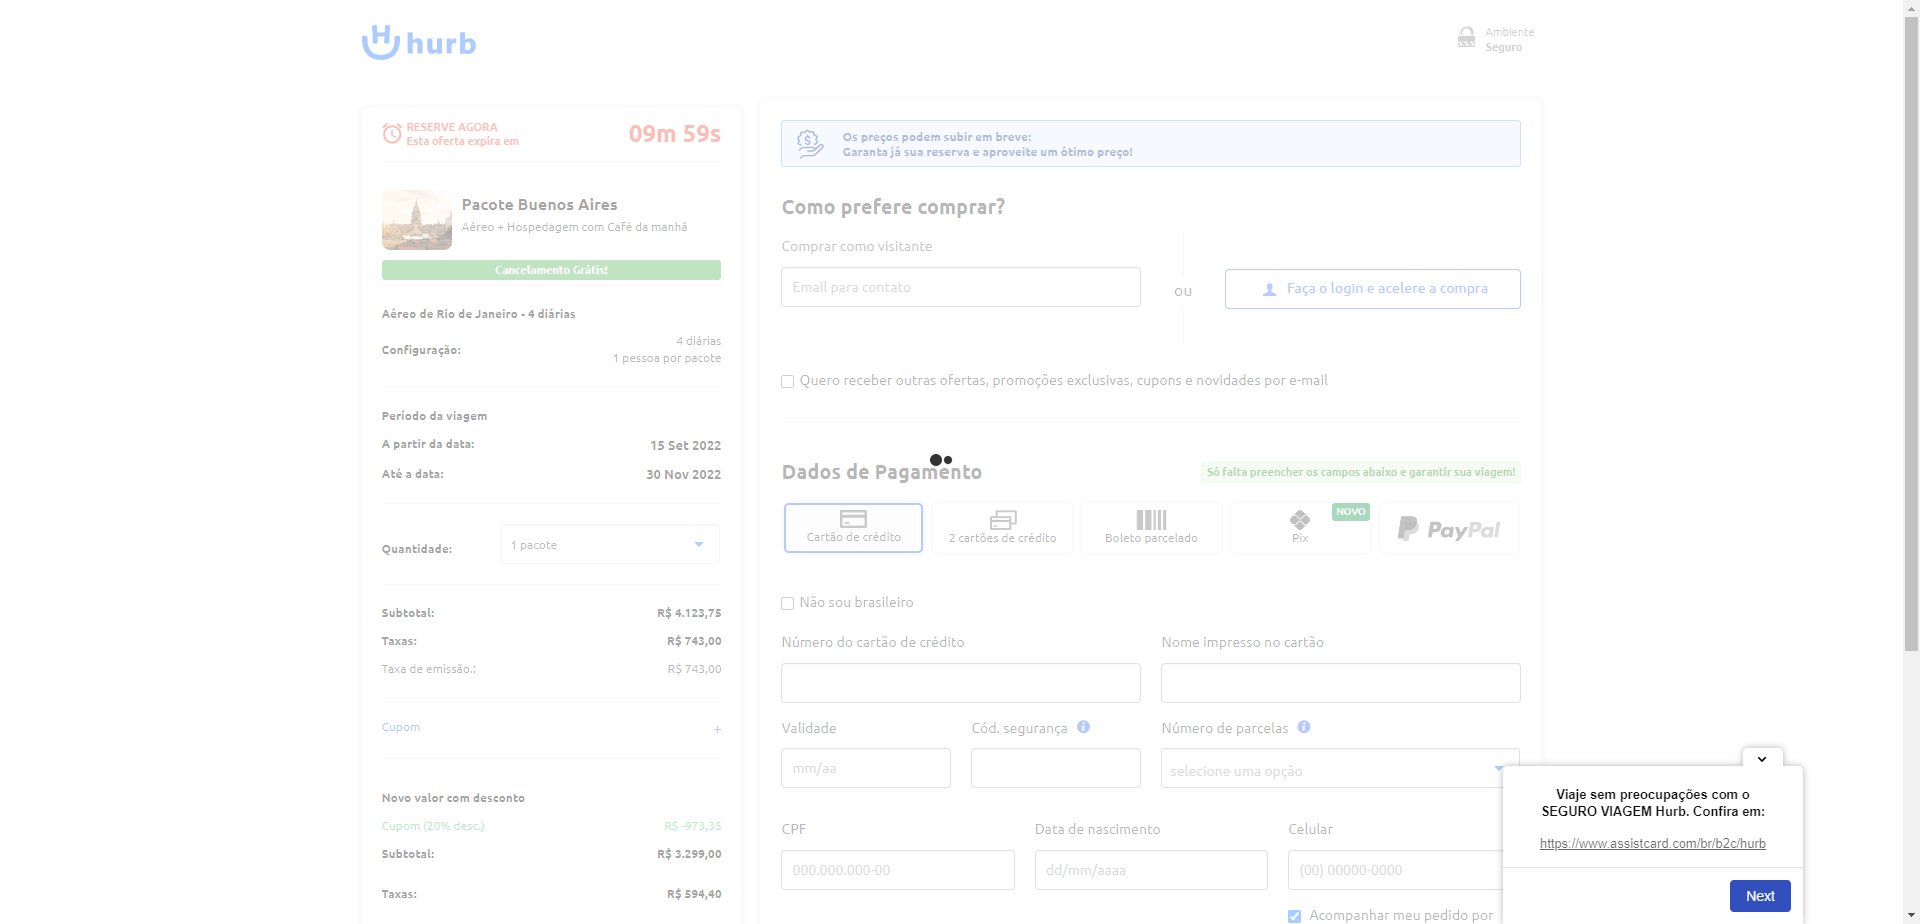 hurb
Ambiente
Seguro
RESERVE AGORA
Esta oferta expira em
09m 59s
Pacote Buenos Aires
Aéreo + Hospedagem com Café da manhã
Cancelamento Grátis!
Aéreo de Rio de Janeiro - 4 diárias
Configuração:
4 diárias
1 pessoa por pacote
Período da viagem
A partir da data:
15 Set 2022
Até a data:
30 Nov 2022
Quantidade:
1 pacote
Subtotal:
R$ 4.123,75
Taxas:
R$ 743,00
Taxa de emissão.:
R$ 743,00
Cupom
+
Novo valor com desconto
Cupom (20% desc.)
R$ -973,35
Subtotal:
R$ 3.299,00
Taxas:
R$ 594,40
Os preços podem subir em breve:
Garanta já sua reserva e aproveite um ótimo preço!
Como prefere comprar?
Comprar como visitante
Email para contato
OU
Faça o login e acelere a compra
Quero receber outras ofertas, promoções exclusivas, cupons e novidades por e-mail
Dados de Pagamento
Só falta preencher os campos abaixo e garantir sua viagem!
Cartão de crédito
2 cartões de crédito
Boleto parcelado
NOVO
Pix
PayPal
Não sou brasileiro
Número do cartão de crédito
Nome impresso no cartão
Validade
Cód. segurança
Número de parcelas
mm/aa
selecione uma opção
CPF
Data de nascimento
Celular
000.000.000-00
dd/mm/aaaa
(00) 00000-0000
Acompanhar meu pedido por
Viaje sem preocupações com o
SEGURO VIAGEM Hurb. Confira em:
https://www.assistcard.com/br/b2c/hurb
Next